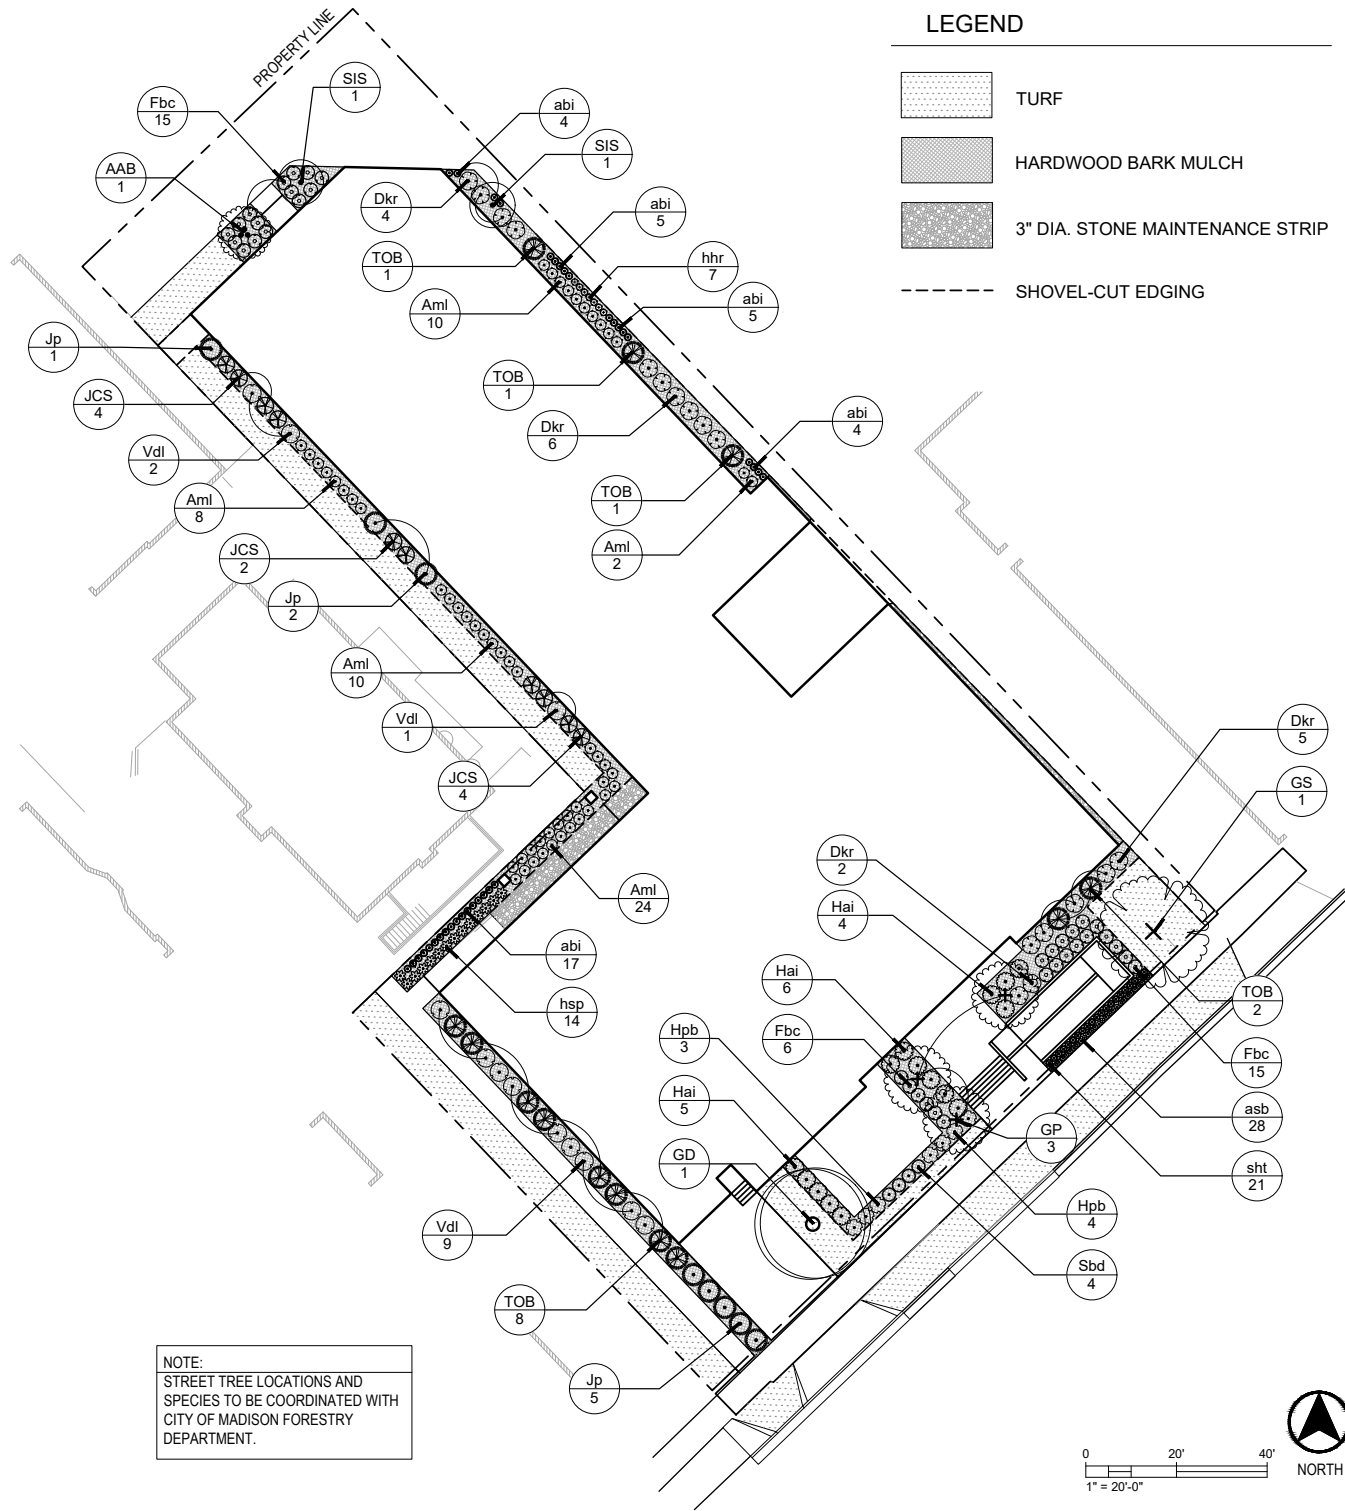 LEGEND
TURF
HARDWOOD BARK MULCH
3" DIA. STONE MAINTENANCE STRIP
SHOVEL-CUT EDGING
PROPERTY LINE
SIS
1
Fbc
15
AAB
1
abi
4
SIS
1
Dkr
4
abi
5
TOB
1
hhr
7
Aml
10
abi
5
Jp
1
JCS
4
TOB
1
Dkr
6
abi
4
Vdl
2
Aml
8
TOB
1
JCS
2
Aml
2
Jp
2
Aml
10
Vdl
1
JCS
4
Dkr
5
GS
1
Dkr
2
Aml
24
Hai
4
abi
17
Hai
6
TOB
2
hsp
14
Hpb
3
Fbc
6
Fbc
15
Hai
5
asb
28
GP
3
GD
1
sht
21
Hpb
4
Vdl
9
Sbd
4
TOB
8
Jp
5
NOTE:
STREET TREE LOCATIONS AND
SPECIES TO BE COORDINATED WITH
CITY OF MADISON FORESTRY
DEPARTMENT.
0 20' 40'
1" = 20'-0"
NORTH